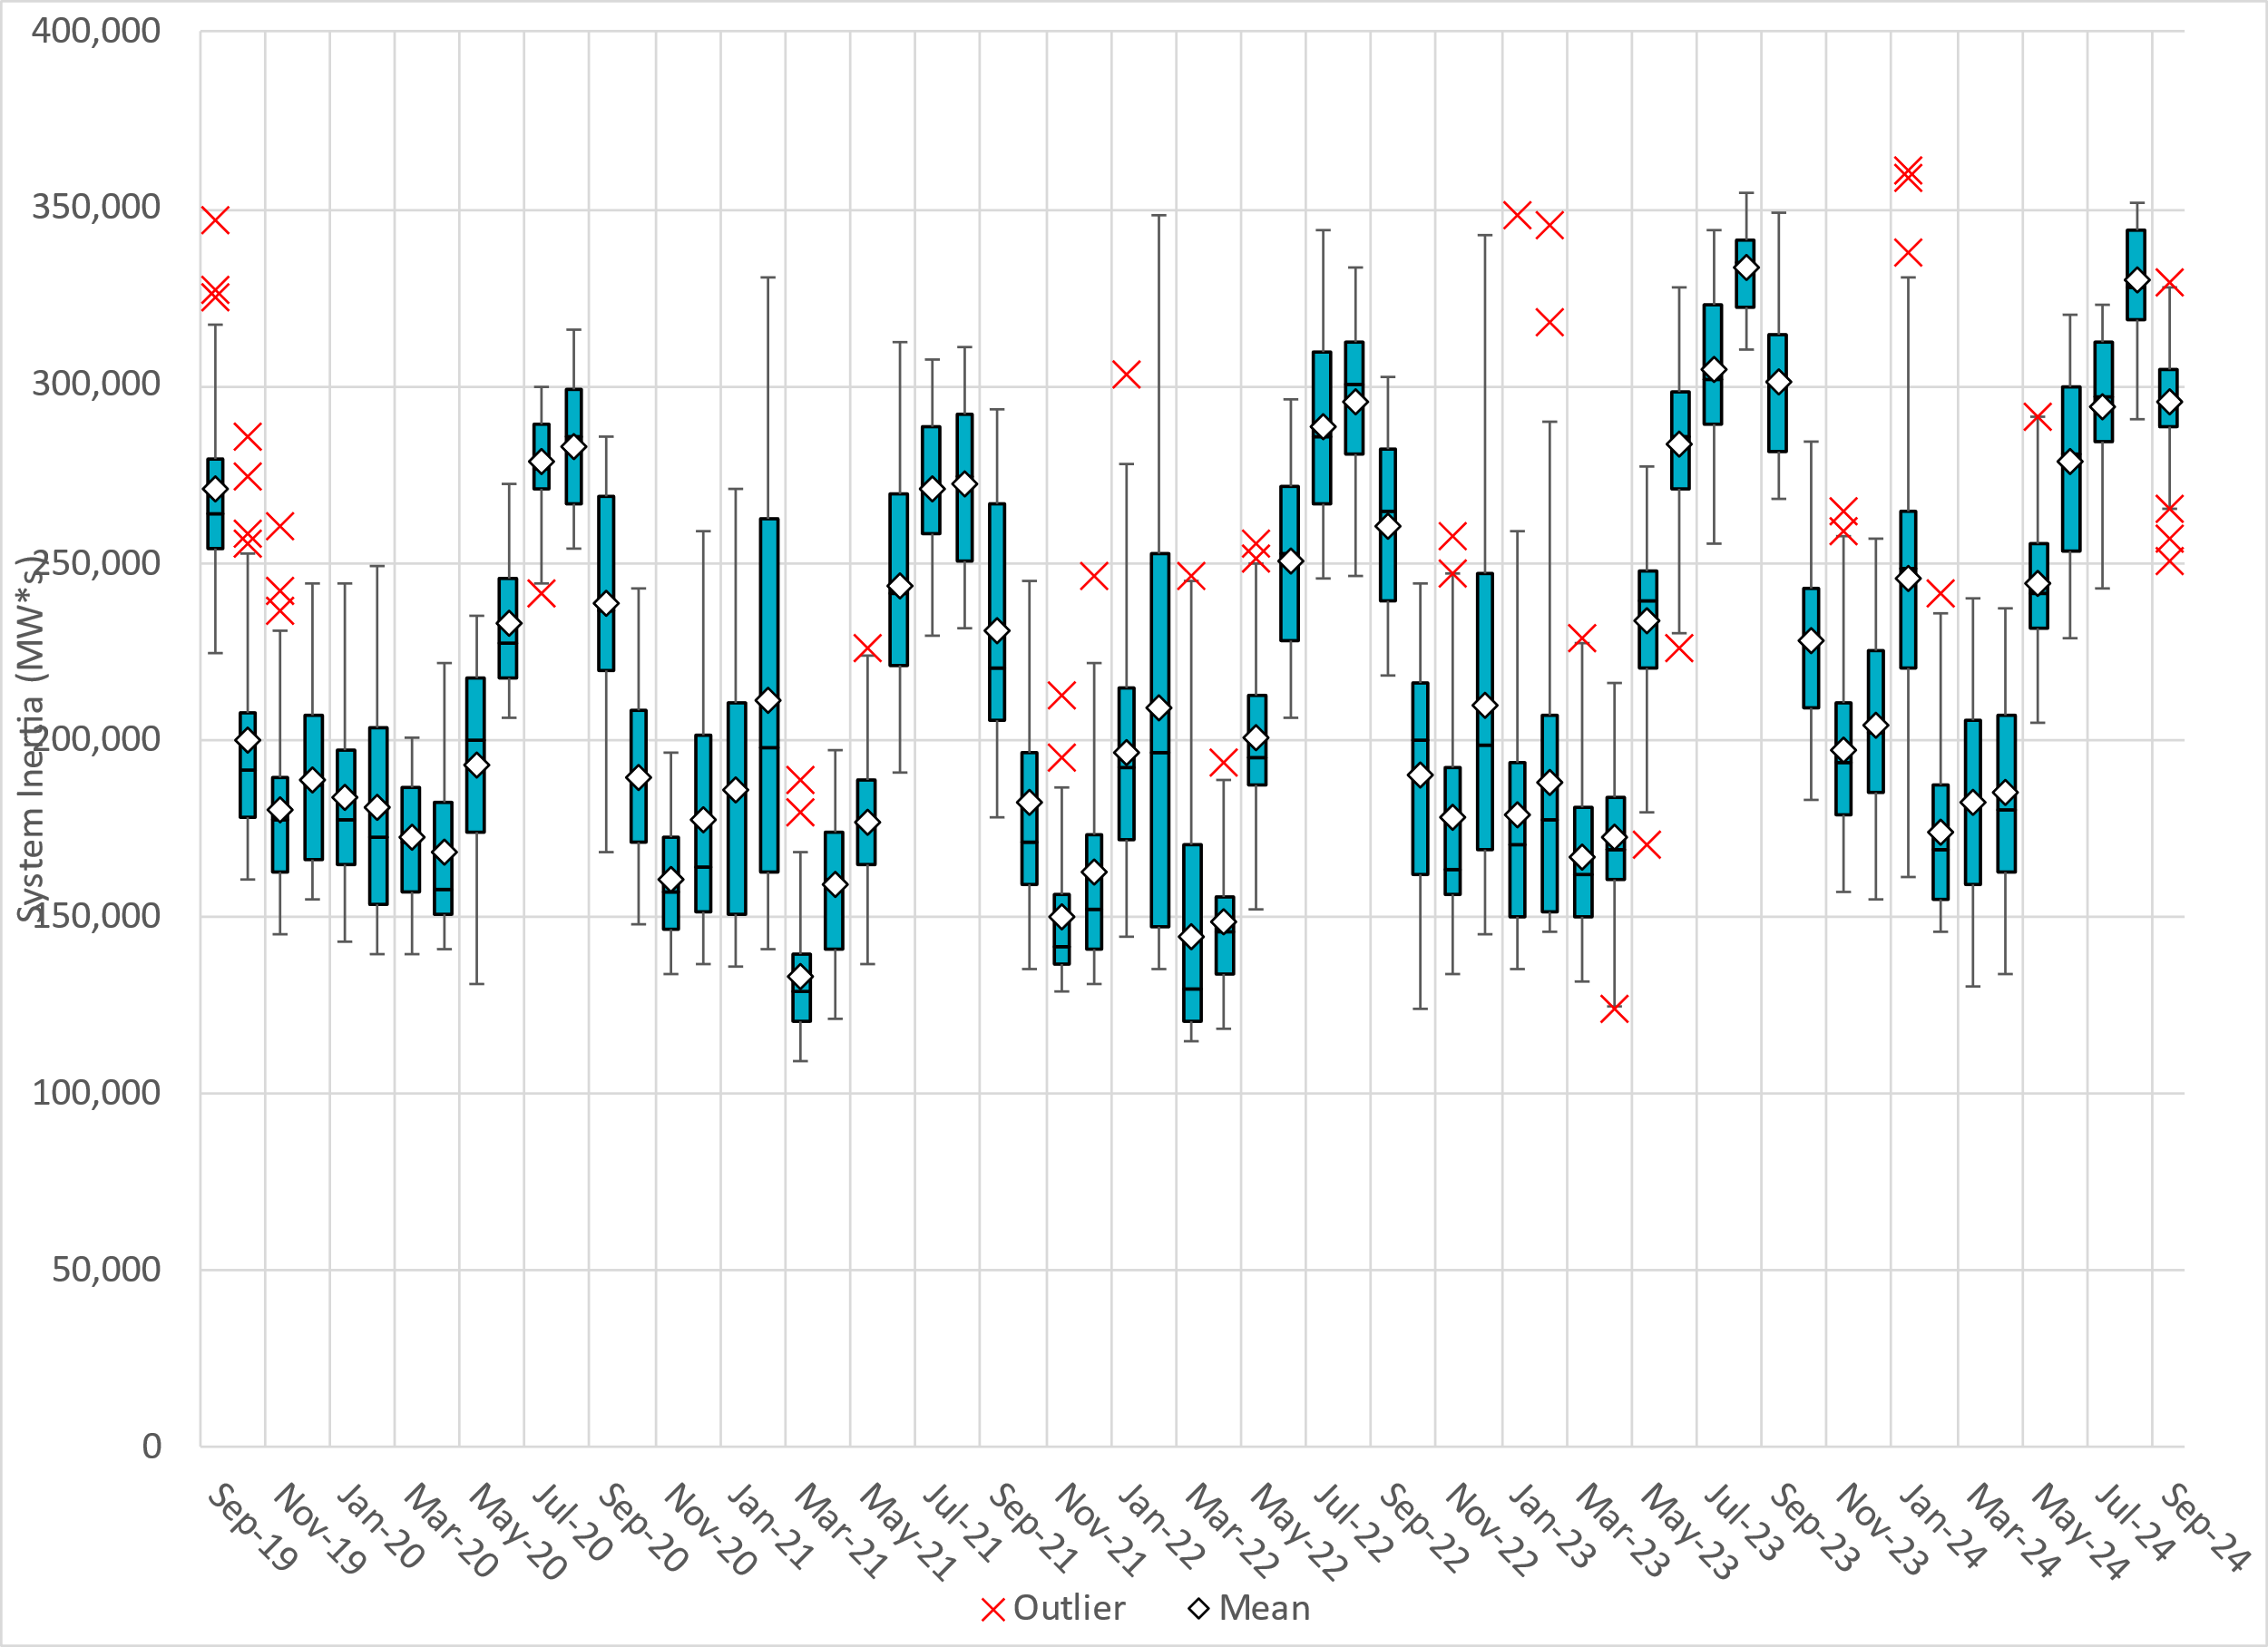 400,000
350,000
300,000
250,000
200,000
150,000
100,000
50,000
0
System Inertia (MW*s)
Sep-19
Nov-19
Jan-20
Mar-20
May-20
Jul-20
Sep-20
Nov-20
Jan-21
Mar-21
May-21
Jul-21
Sep-21
Nov-21
Jan-22
Mar-22
May-22
Jul-22
Sep-22
Nov-22
Jan-23
Mar-23
May-23
Jul-23
Sep-23
Nov-23
Jan-24
Mar-24
May-24
Jul-24
Sep-24
Outlier
Mean